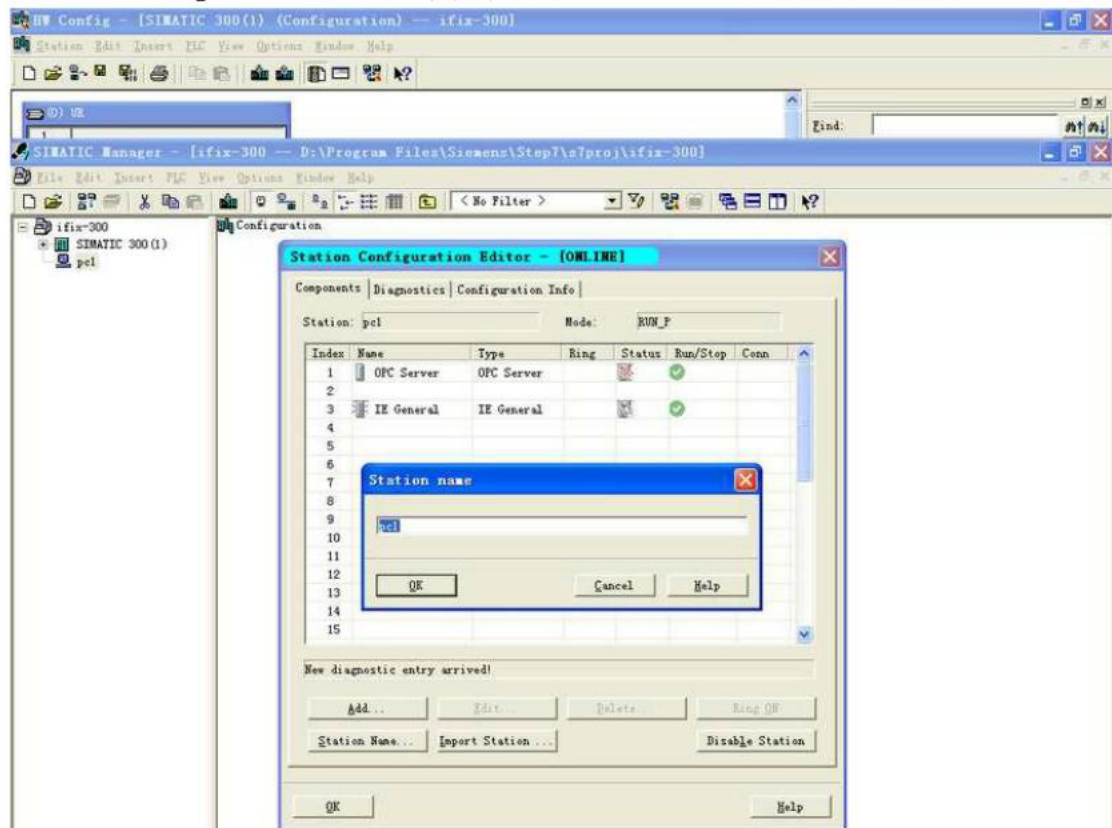 HW Config - [SIMATIC 300(1) (Configuration) -- ifix-300]
Station Edit Insert PLC View Options Window Help
(0) UR
1
Find:
SIMATIC Manager - [ifix-300 -- D:\Program Files\Siemens\Step7\s7proj\ifix-300]
File Edit Insert PLC View Options Window Help
< No Filter >
ifix-300
SIMATIC 300(1)
pc1
Configuration
Station Configuration Editor - [ONLINE]
Components Diagnostics Configuration Info
Station: pc1 Mode: RUN_P
Index Name Type Ring Status Run/Stop Conn
1 OPC Server OPC Server
2
3 IE General IE General
4
5
6
7
8
9
10
11
12
13
14
15
Station name
pc1
OK Cancel Help
New diagnostic entry arrived!
Add... Edit... Delete... Ring ON
Station Name... Import Station ... Disable Station
OK Help